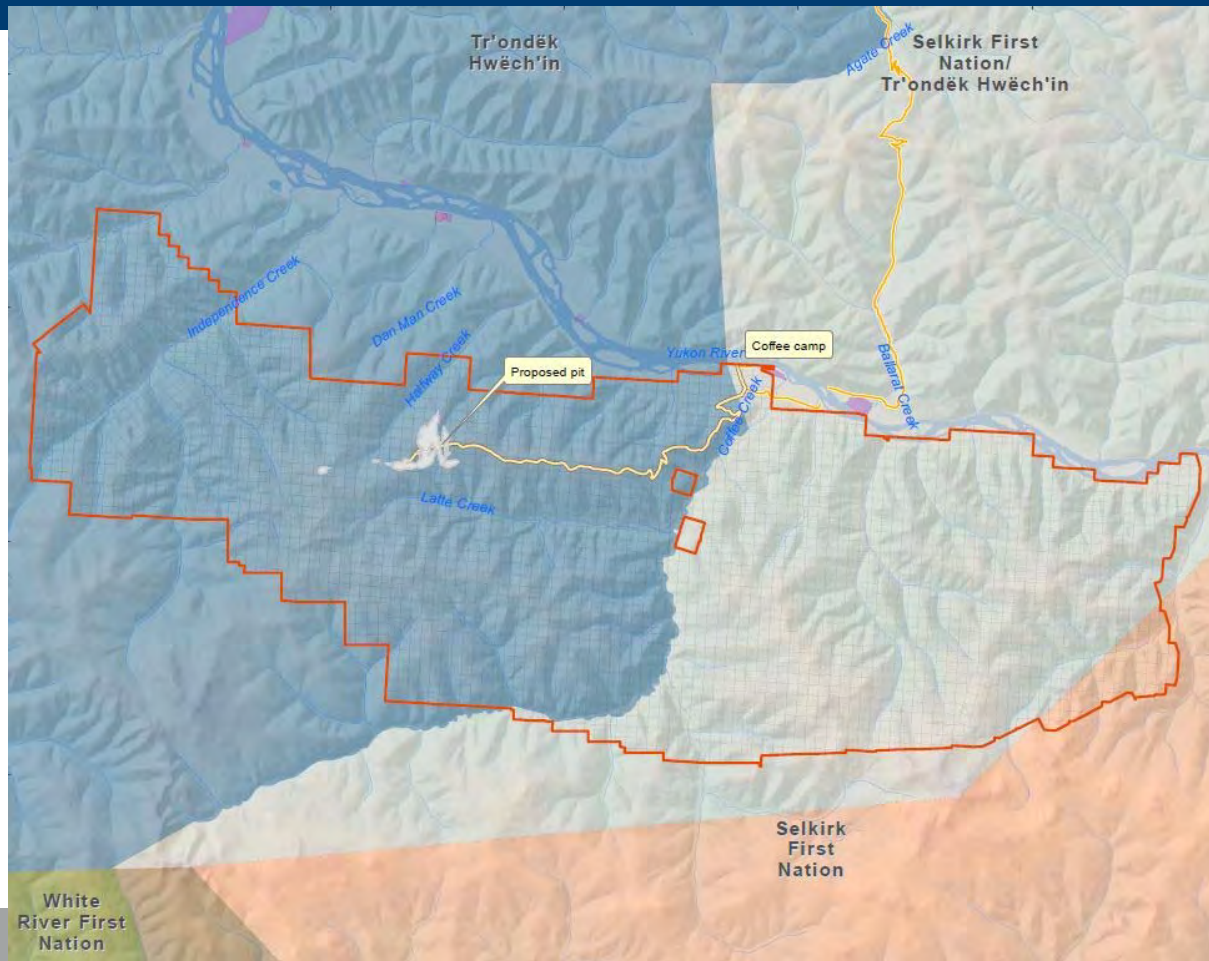 Tr'ondëk
Hwëch'in
Agate Creek
Selkirk First
Nation/
Tr'ondëk Hwëch'in
Independence Creek
Dan Man Creek
Halfway Creek
Proposed pit
Yukon River
Coffee camp
Ballarat Creek
Coffee Creek
Latte Creek
Selkirk
First
Nation
White
River First
Nation